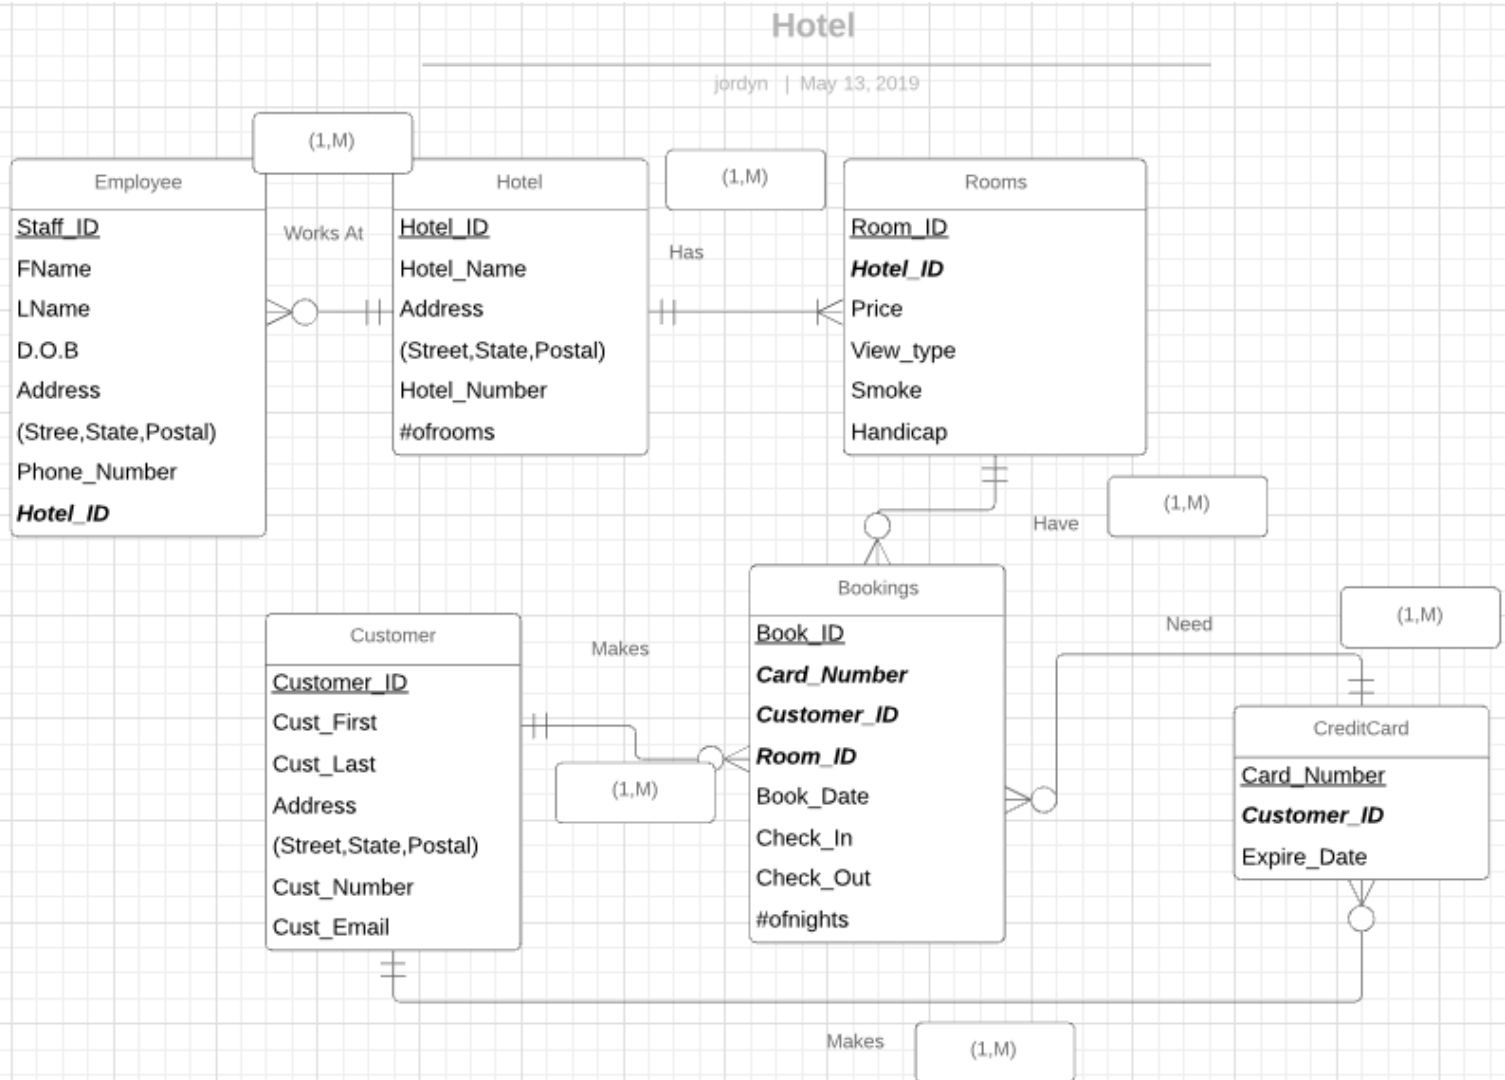 Hotel
jordyn | May 13, 2019
(1,M)
Employee
Staff_ID
FName
LName
D.O.B
Address
(Stree,State,Postal)
Phone_Number
Hotel_ID
Works At
Hotel
Hotel_ID
Hotel_Name
Address
(Street,State,Postal)
Hotel_Number
#ofrooms
(1,M)
Has
Rooms
Room_ID
Hotel_ID
Price
View_type
Smoke
Handicap
Have
(1,M)
Customer
Customer_ID
Cust_First
Cust_Last
Address
(Street,State,Postal)
Cust_Number
Cust_Email
Makes
(1,M)
Bookings
Book_ID
Card_Number
Customer_ID
Room_ID
Book_Date
Check_In
Check_Out
#ofnights
Need
(1,M)
CreditCard
Card_Number
Customer_ID
Expire_Date
Makes
(1,M)